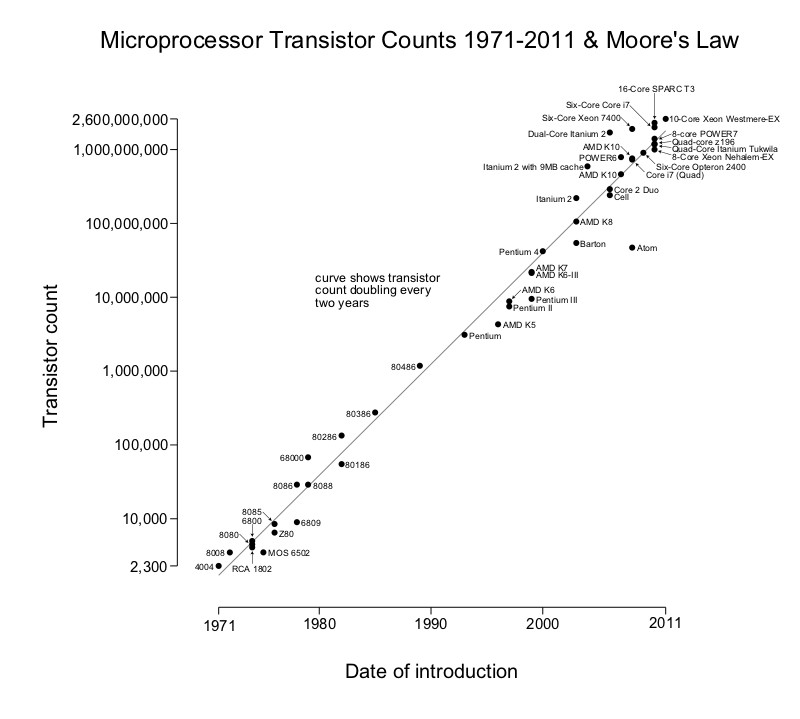 Microprocessor Transistor Counts 1971-2011 & Moore's Law
16-Core SPARC T3
Six-Core Core i7
Six-Core Xeon 7400
10-Core Xeon Westmere-EX
Dual-Core Itanium 2
8-core POWER7
Quad-core z196
AMD K10
Quad-Core Itanium Tukwila
POWER6
8-Core Xeon Nehalem-EX
Itanium 2 with 9MB cache
Six-Core Opteron 2400
AMD K10
Core i7 (Quad)
Core 2 Duo
Itanium 2
Cell
AMD K8
Pentium 4
Barton
Atom
AMD K7
AMD K6-III
curve shows transistor
count doubling every
two years
AMD K6
Pentium III
Pentium II
AMD K5
Pentium
80486
80386
80286
80186
68000
8086
8088
8085
6800
6809
8080
Z80
8008
MOS 6502
4004
RCA 1802
2,600,000,000
1,000,000,000
100,000,000
10,000,000
1,000,000
100,000
10,000
2,300
Transistor count
1971
1980
1990
2000
2011
Date of introduction